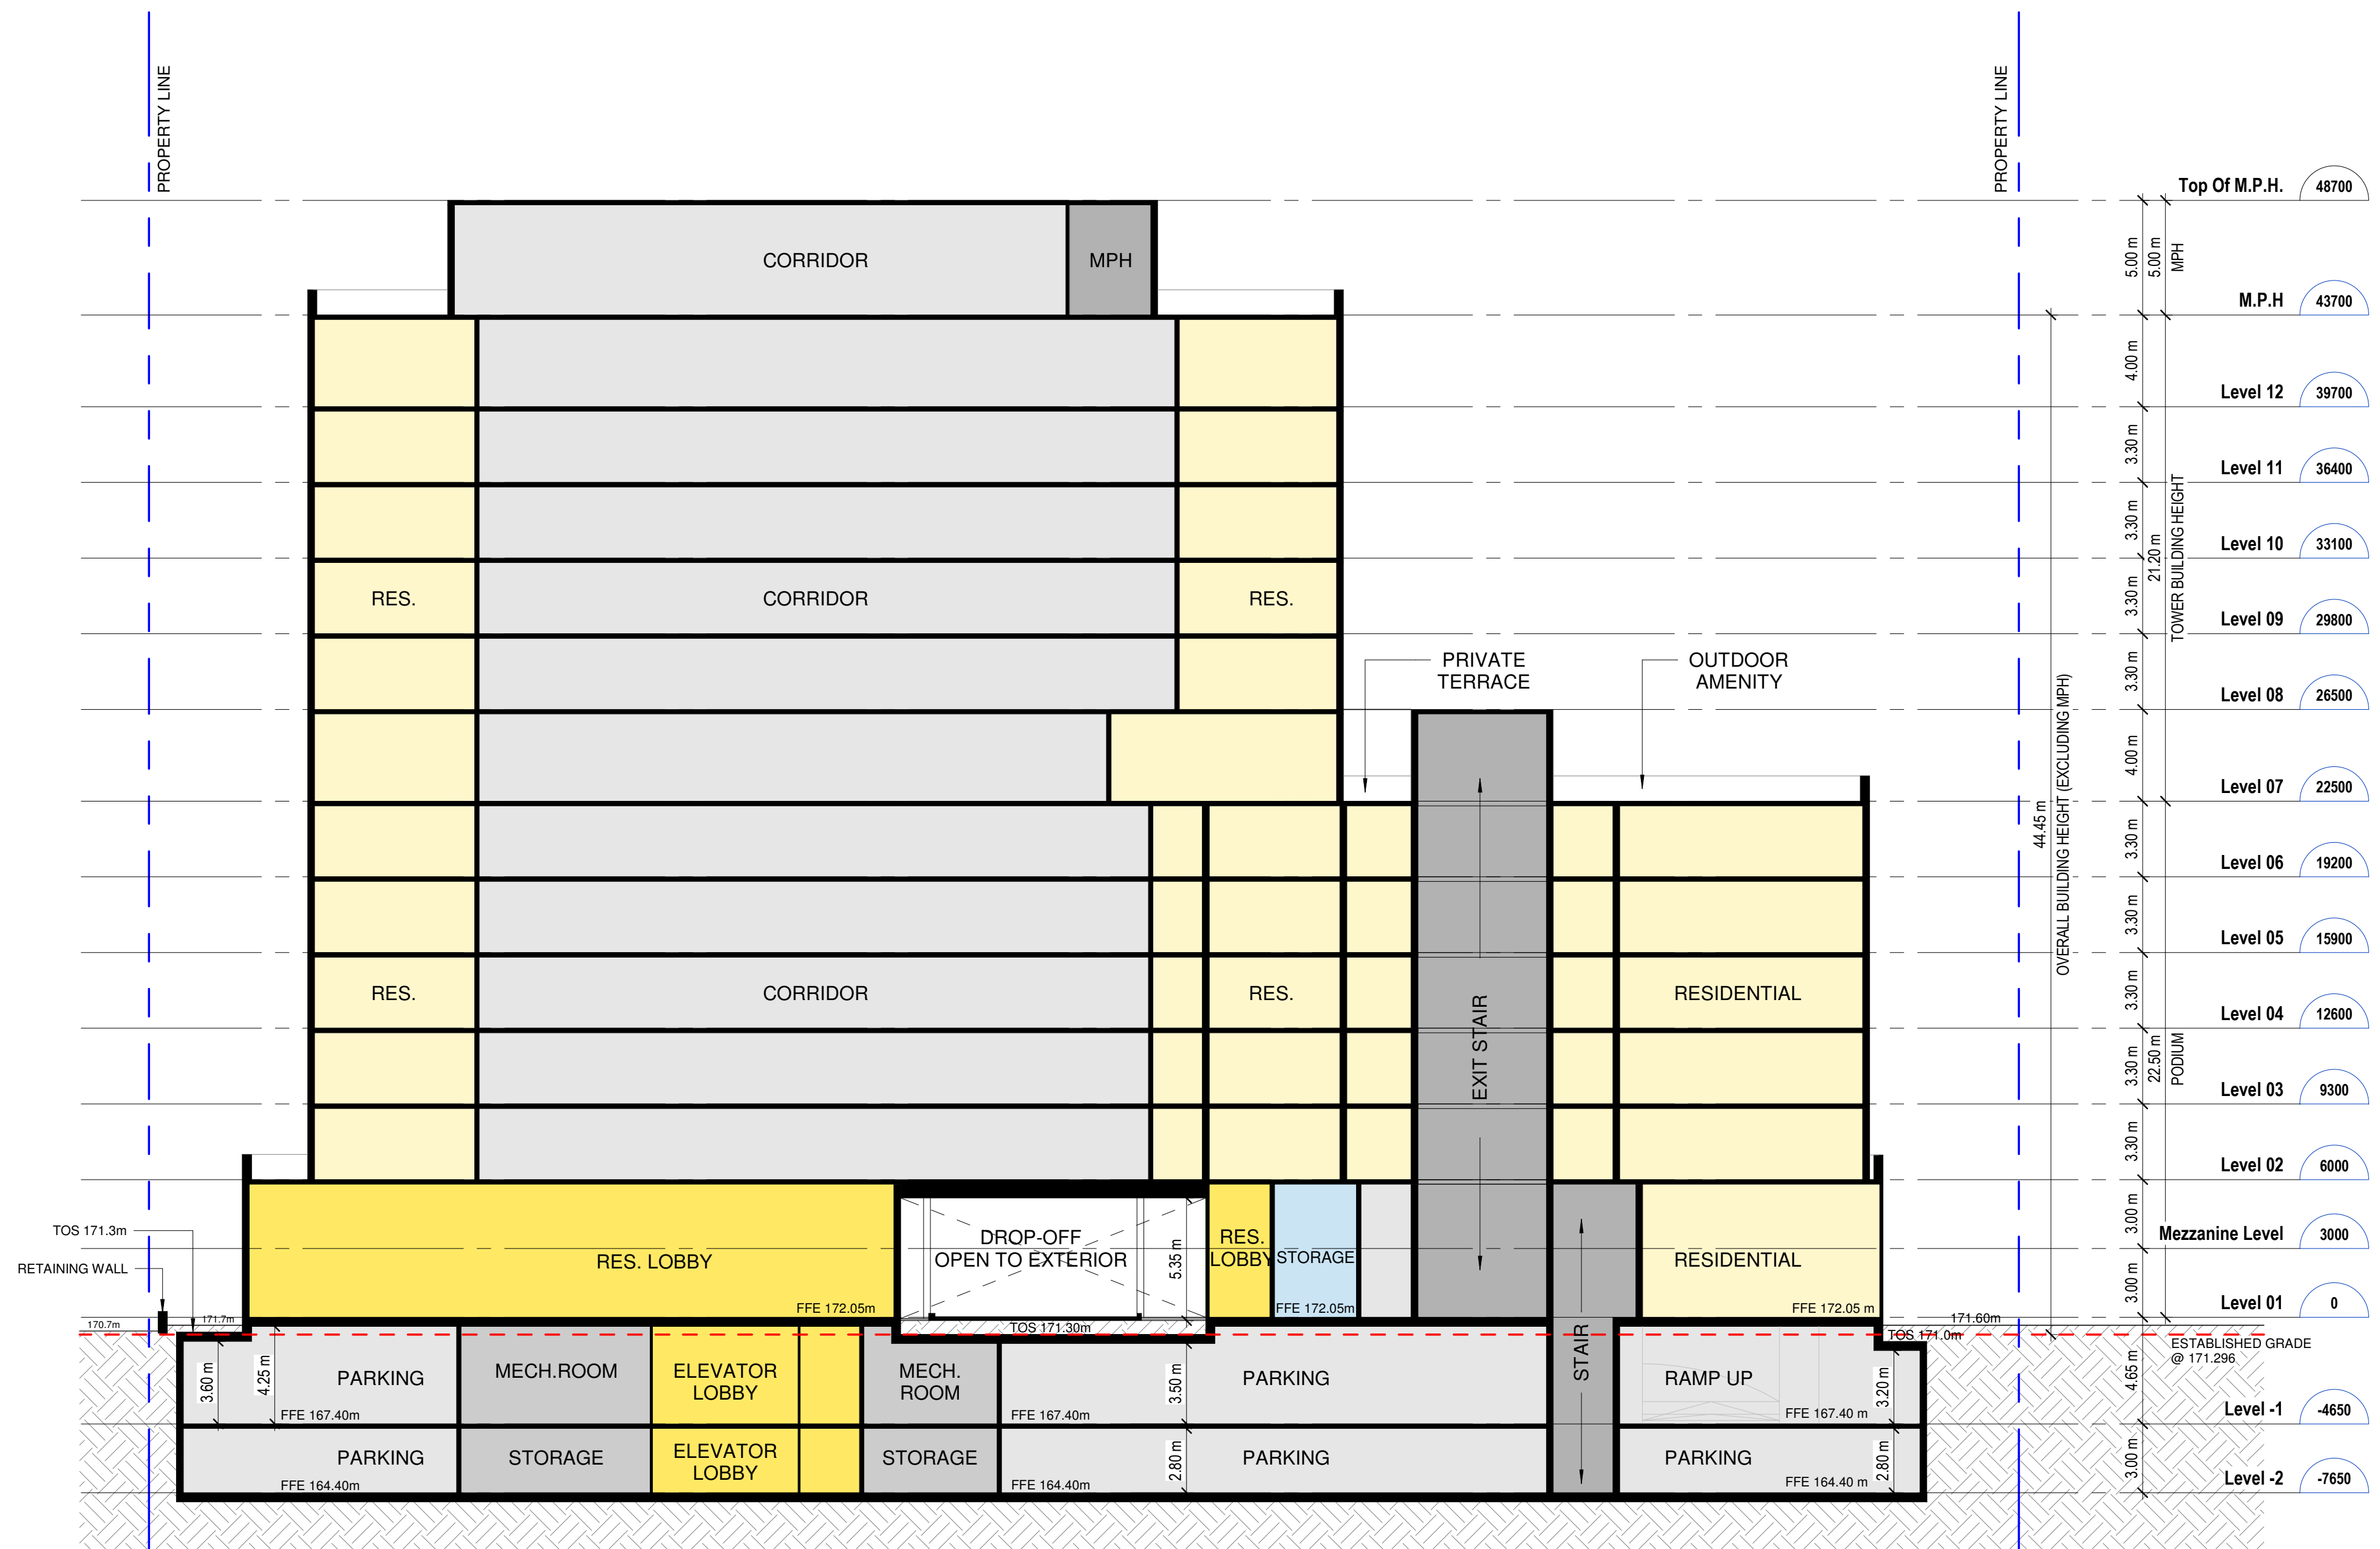 PROPERTY LINE
PROPERTY LINE
Top Of M.P.H.
48700
CORRIDOR
MPH
5.00 m
5.00 m
MPH
M.P.H
43700
4.00 m
Level 12
39700
3.30 m
Level 11
36400
3.30 m
Level 10
33100
21.20 m
TOWER BUILDING HEIGHT
RES.
CORRIDOR
RES.
3.30 m
Level 09
29800
PRIVATE
TERRACE
OUTDOOR
AMENITY
3.30 m
Level 08
26500
4.00 m
Level 07
22500
44.45 m
OVERALL BUILDING HEIGHT (EXCLUDING MPH)
3.30 m
Level 06
19200
3.30 m
Level 05
15900
RES.
CORRIDOR
RES.
EXIT STAIR
RESIDENTIAL
3.30 m
Level 04
12600
3.30 m
22.50 m
PODIUM
Level 03
9300
3.30 m
Level 02
6000
TOS 171.3m
RETAINING WALL
RES. LOBBY
FFE 172.05m
DROP-OFF
OPEN TO EXTERIOR
5.35 m
RES.
LOBBY
STORAGE
FFE 172.05m
RESIDENTIAL
FFE 172.05 m
3.00 m
Mezzanine Level
3000
3.00 m
Level 01
0
170.7m
171.7m
TOS 171.30m
171.60m
TOS 171.0m
ESTABLISHED GRADE
@ 171.296
3.60 m
4.25 m
PARKING
FFE 167.40m
MECH.ROOM
ELEVATOR
LOBBY
MECH.
ROOM
FFE 167.40m
3.50 m
PARKING
STAIR
RAMP UP
FFE 167.40 m
3.20 m
4.65 m
Level -1
-4650
PARKING
FFE 164.40m
STORAGE
ELEVATOR
LOBBY
STORAGE
FFE 164.40m
2.80 m
PARKING
PARKING
FFE 164.40 m
2.80 m
3.00 m
Level -2
-7650